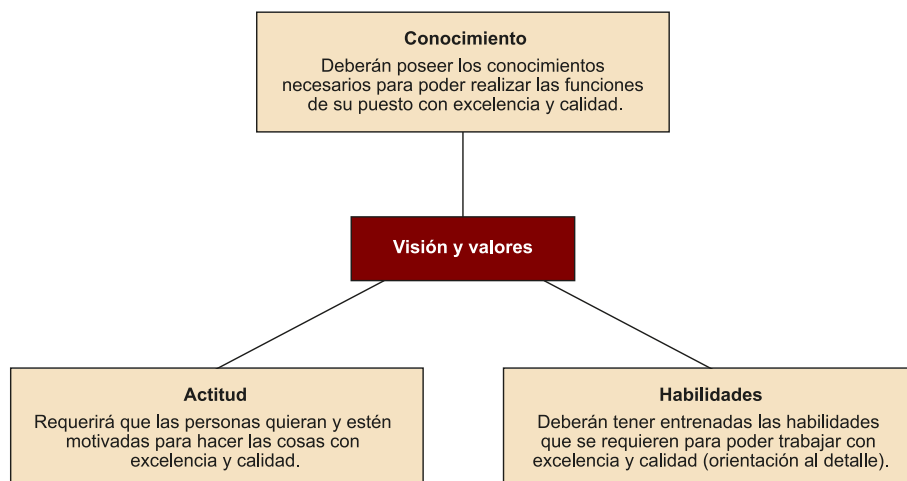 Conocimiento
Deberán poseer los conocimientos
necesarios para poder realizar las funciones
de su puesto con excelencia y calidad.
Visión y valores
Actitud
Requerirá que las personas quieran y estén
motivadas para hacer las cosas con
excelencia y calidad.
Habilidades
Deberán tener entrenadas las habilidades
que se requieren para poder trabajar con
excelencia y calidad (orientación al detalle).